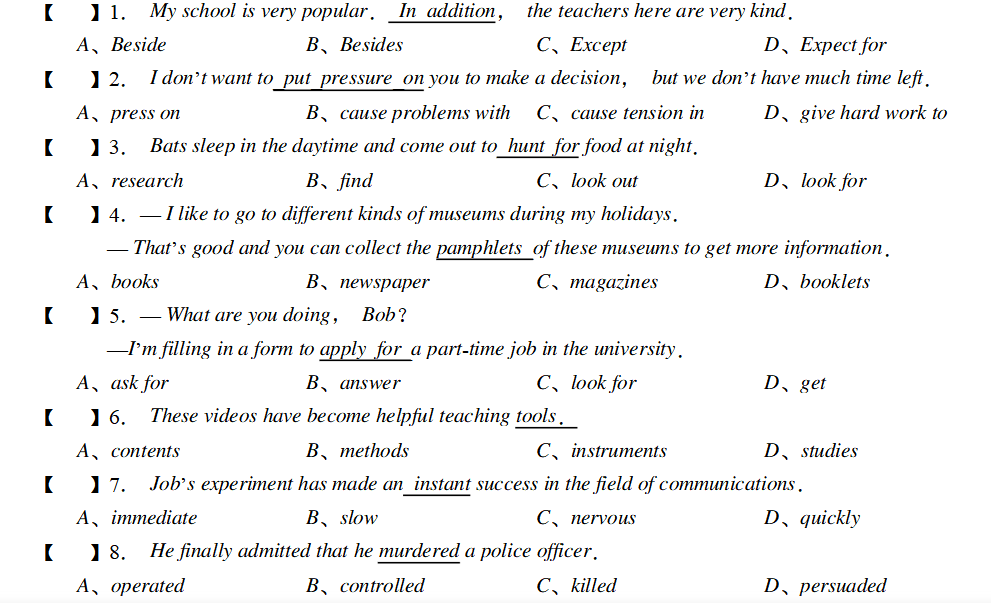 【 】1. My school is very popular. In addition, the teachers here are very kind.
A、Beside B、Besides C、Except D、Expect for
【 】2. I don't want to put pressure on you to make a decision, but we don't have much time left.
A、press on B、cause problems with C、cause tension in D、give hard work to
【 】3. Bats sleep in the daytime and come out to hunt for food at night.
A、research B、find C、look out D、look for
【 】4. — I like to go to different kinds of museums during my holidays.
— That's good and you can collect the pamphlets of these museums to get more information.
A、books B、newspaper C、magazines D、booklets
【 】5. — What are you doing, Bob?
—I'm filling in a form to apply for a part-time job in the university.
A、ask for B、answer C、look for D、get
【 】6. These videos have become helpful teaching tools.
A、contents B、methods C、instruments D、studies
【 】7. Job's experiment has made an instant success in the field of communications.
A、immediate B、slow C、nervous D、quickly
【 】8. He finally admitted that he murdered a police officer.
A、operated B、controlled C、killed D、persuaded